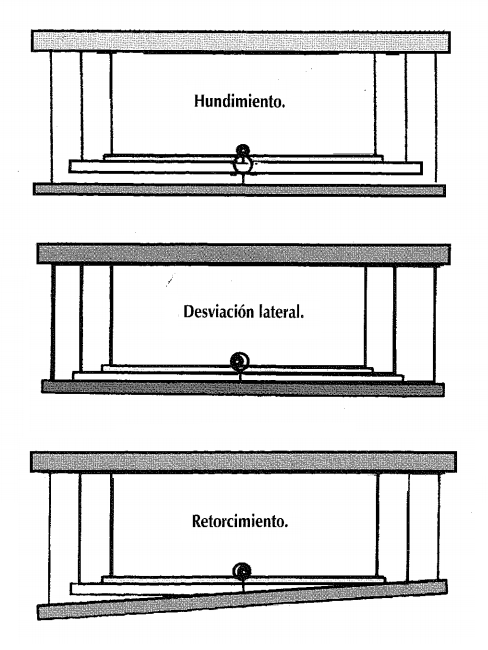 Hundimiento.
Desviación lateral.
Retorcimiento.